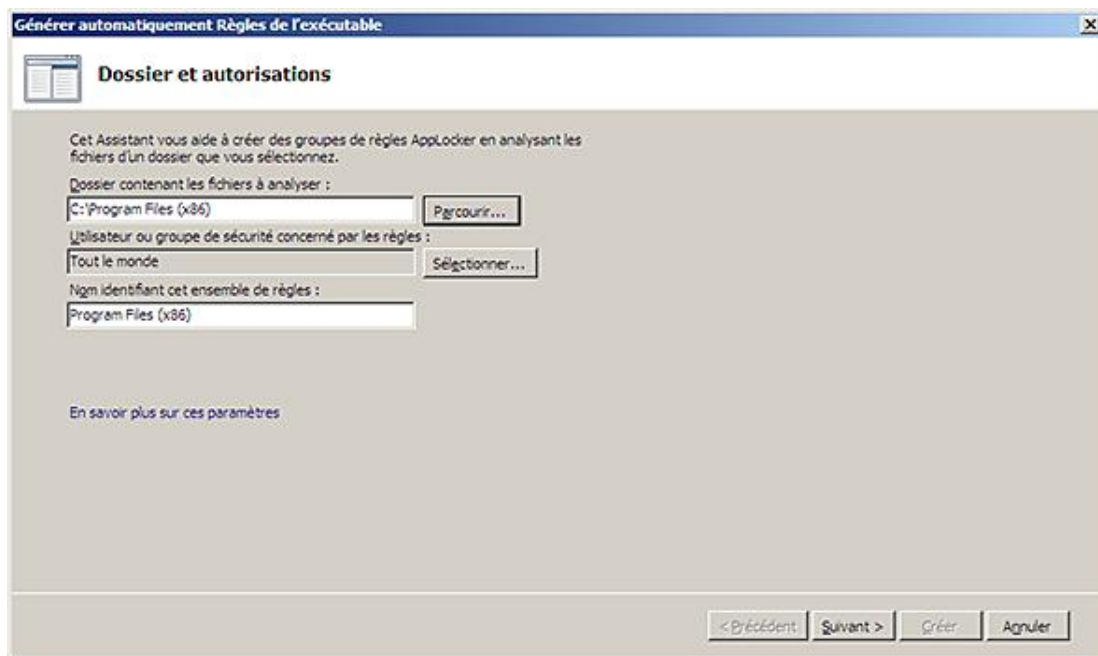 Générer automatiquement Règles de l'exécutable
Dossier et autorisations
Cet Assistant vous aide à créer des groupes de règles AppLocker en analysant les
fichiers d'un dossier que vous sélectionnez.
Dossier contenant les fichiers à analyser :
C:\Program Files (x86)
Parcourir...
Utilisateur ou groupe de sécurité concerné par les règles :
Tout le monde
Sélectionner...
Nom identifiant cet ensemble de règles :
Program Files (x86)
En savoir plus sur ces paramètres
< Précédent
Suivant >
Créer
Annuler